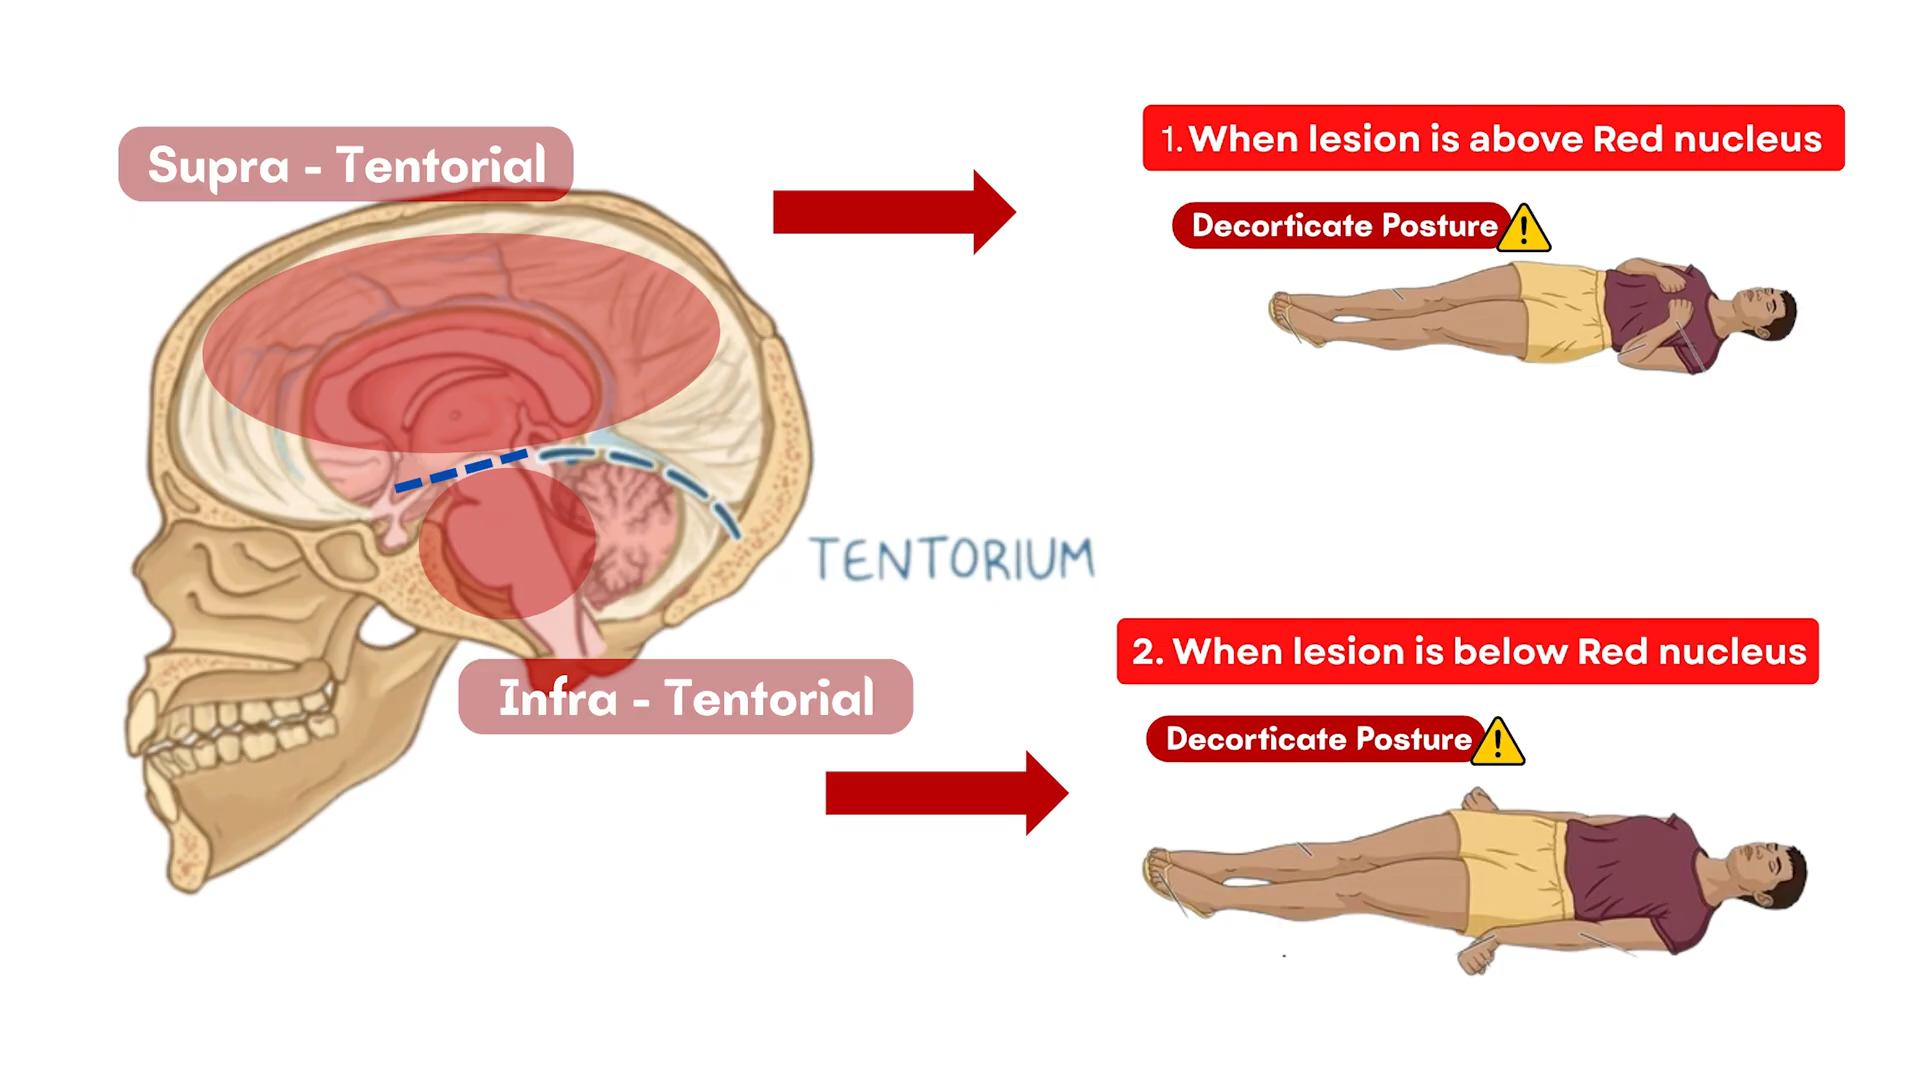 Supra - Tentorial
1. When lesion is above Red nucleus
Decorticate Posture
TENTORIUM
Infra - Tentorial
2. When lesion is below Red nucleus
Decorticate Posture